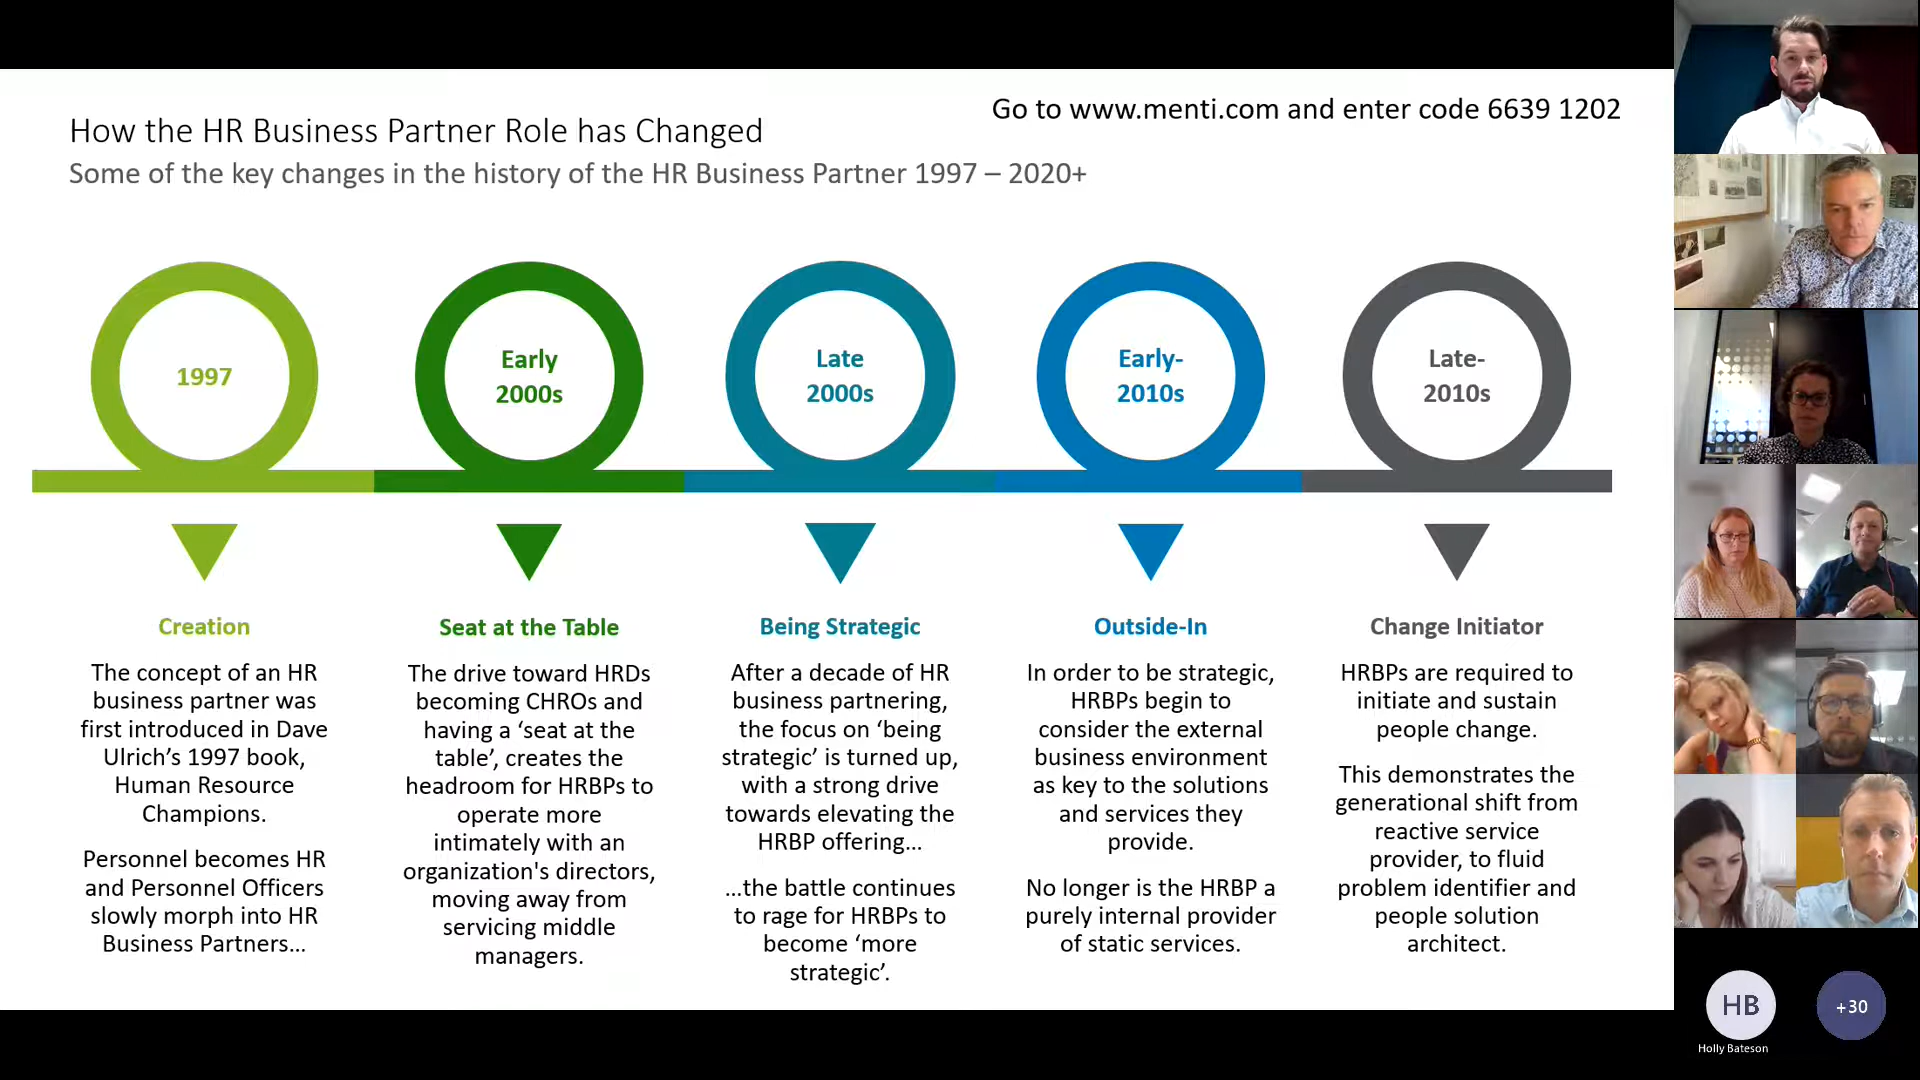 Go to www.menti.com and enter code 6639 1202
How the HR Business Partner Role has Changed
Some of the key changes in the history of the HR Business Partner 1997 – 2020+
1997
Early
2000s
Late
2000s
Early-
2010s
Late-
2010s
Creation
The concept of an HR
business partner was
first introduced in Dave
Ulrich’s 1997 book,
Human Resource
Champions.
Personnel becomes HR
and Personnel Officers
slowly morph into HR
Business Partners…
Seat at the Table
The drive toward HRDs
becoming CHROs and
having a ‘seat at the
table’, creates the
headroom for HRBPs to
operate more
intimately with an
organization's directors,
moving away from
servicing middle
managers.
Being Strategic
After a decade of HR
business partnering,
the focus on ‘being
strategic’ is turned up,
with a strong drive
towards elevating the
HRBP offering…
…the battle continues
to rage for HRBPs to
become ‘more
strategic’.
Outside-In
In order to be strategic,
HRBPs begin to
consider the external
business environment
as key to the solutions
and services they
provide.
No longer is the HRBP a
purely internal provider
of static services.
Change Initiator
HRBPs are required to
initiate and sustain
people change.
This demonstrates the
generational shift from
reactive service
provider, to fluid
problem identifier and
people solution
architect.
HB
+30
Holly Bateson